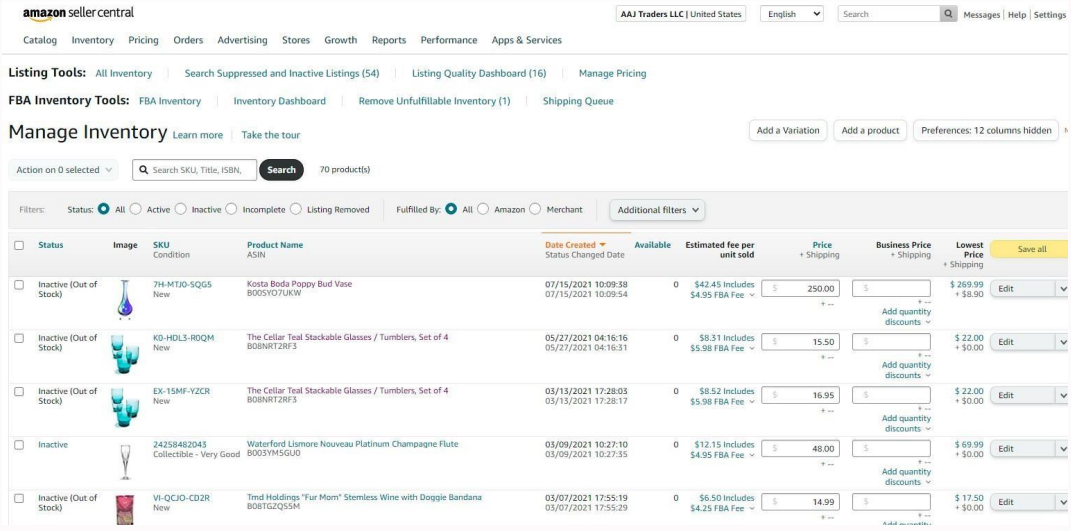 amazon seller central
AAJ Traders LLC | United States
English
Search
Messages | Help | Settings
Catalog Inventory Pricing Orders Advertising Stores Growth Reports Performance Apps & Services
Listing Tools: All Inventory | Search Suppressed and Inactive Listings (54) | Listing Quality Dashboard (16) | Manage Pricing
FBA Inventory Tools: FBA Inventory | Inventory Dashboard | Remove Unfulfillable Inventory (1) | Shipping Queue
Manage Inventory Learn more | Take the tour
Add a Variation Add a product Preferences: 12 columns hidden
Action on 0 selected Search SKU, Title, ISBN, Search 70 product(s)
Filters: Status: All Active Inactive Incomplete Listing Removed Fulfilled By: All Amazon Merchant Additional filters
Status Image SKU Product Name Date Created Available Estimated fee per Price Business Price Lowest Save all
Condition ASIN Status Changed Date unit sold + Shipping + Shipping Price
+ Shipping
Inactive (Out of 7H-MTJ0-SQG5 Kosta Boda Poppy Bud Vase 07/15/2021 10:09:38 0 $42.45 Includes $ 250.00 $ $ 269.99 Edit
Stock) New B00SYO7UKW 07/15/2021 10:09:54 $4.95 FBA Fee + $8.90
+ -- + --
Add quantity
discounts
Inactive (Out of K0-HDL3-R0QM The Cellar Teal Stackable Glasses / Tumblers, Set of 4 05/27/2021 04:16:16 0 $8.31 Includes $ 15.50 $ $ 22.00 Edit
Stock) New B08NRT2RF3 05/27/2021 04:16:31 $5.98 FBA Fee + $0.00
+ -- + --
Add quantity
discounts
Inactive (Out of EX-15MF-YZCR The Cellar Teal Stackable Glasses / Tumblers, Set of 4 03/13/2021 17:28:03 0 $8.52 Includes $ 16.95 $ $ 22.00 Edit
Stock) New B08NRT2RF3 03/13/2021 17:28:17 $5.98 FBA Fee + $0.00
+ -- + --
Add quantity
discounts
Inactive 24258482043 Waterford Lismore Nouveau Platinum Champagne Flute 03/09/2021 10:27:10 0 $12.15 Includes $ 48.00 $ $ 69.99 Edit
Collectible - Very Good B003YM5GU0 03/09/2021 10:27:35 $4.95 FBA Fee + $0.00
+ -- + --
Add quantity
discounts
Inactive (Out of VI-QCJO-CD2R Tmd Holdings "Fur Mom" Stemless Wine with Doggie Bandana 03/07/2021 17:55:19 0 $6.50 Includes $ 14.99 $ $ 17.50 Edit
Stock) New B08TGZQS5M 03/07/2021 17:55:29 $4.25 FBA Fee + $0.00
+ -- + --
Add quantity